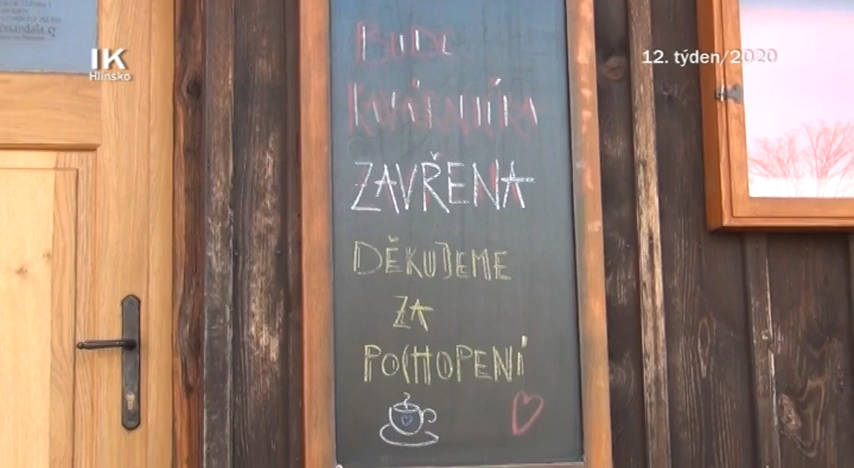 IK
Hlinsko
12. týden/2020
BUDE
KAVÁRNIČKA
ZAVŘENA
DĚKUJEME
ZA
POCHOPENÍ